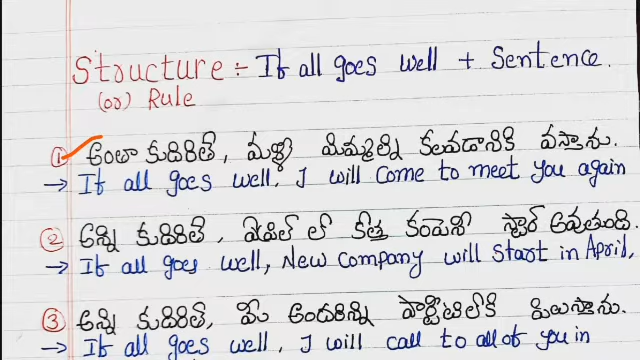 Structure :- If all goes well + Sentence.
(or) Rule
① అంతా కుదిరితే, మళ్ళీ మిమ్మల్ని కలవడానికి వస్తాను.
→ If all goes well, I will come to meet you again
② అన్ని కుదిరితే, ఏప్రిల్ లో కొత్త కంపెనీ స్టార్ట్ అవుతుంది.
→ If all goes well, New Company will start in April,
③ అన్ని కుదిరితే, మీ అందరిన్ని పార్టీకి పిలుస్తాను.
→ If all goes well, I will call to all of you in